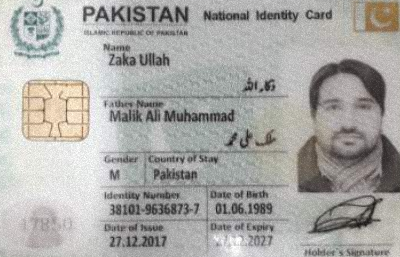 PAKISTAN National Identity Card
ISLAMIC REPUBLIC OF PAKISTAN
Name
Zaka Ullah
ذکاء اللہ
Father Name
Malik Ali Muhammad
ملک علی محمد
Gender Country of Stay
M Pakistan
Identity Number Date of Birth
38101-9636873-7 01.06.1989
17850
Date of Issue Date of Expiry
27.12.2017 27.12.2027
Holder's Signature